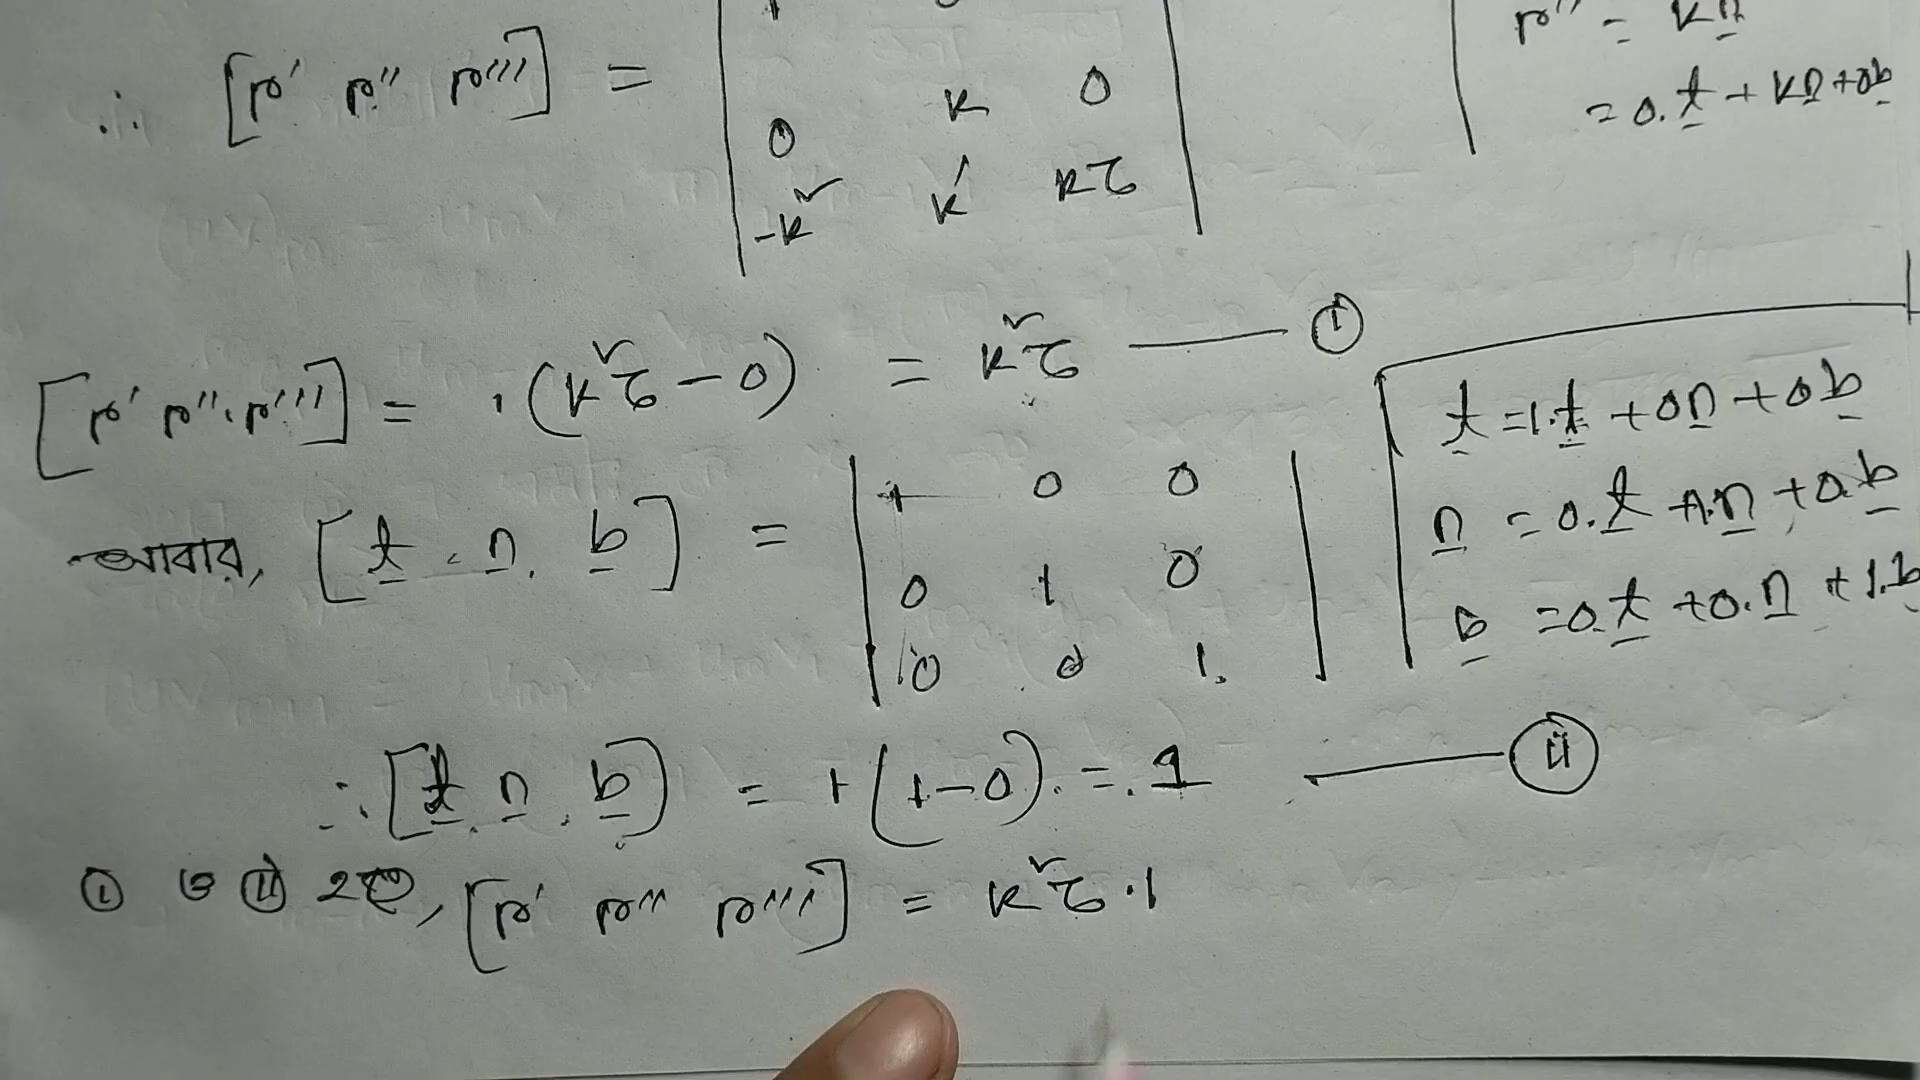 r'' = kn
= 0.t + kn + 0b
∴ [r' r'' r'''] =
0 k 0
-k² k' kτ
[r' r'' r'''] = 1(k²τ - 0) = k²τ —— (i)
আবার, [t, n, b] =
1 0 0
0 1 0
0 0 1
t = 1.t + 0n + 0b
n = 0.t + 1.n + 0.b
b = 0.t + 0.n + 1.b
∴ [t, n, b] = 1(1-0) = 1 —— (ii)
(i) ও (ii) হতে, [r' r'' r'''] = k²τ.1